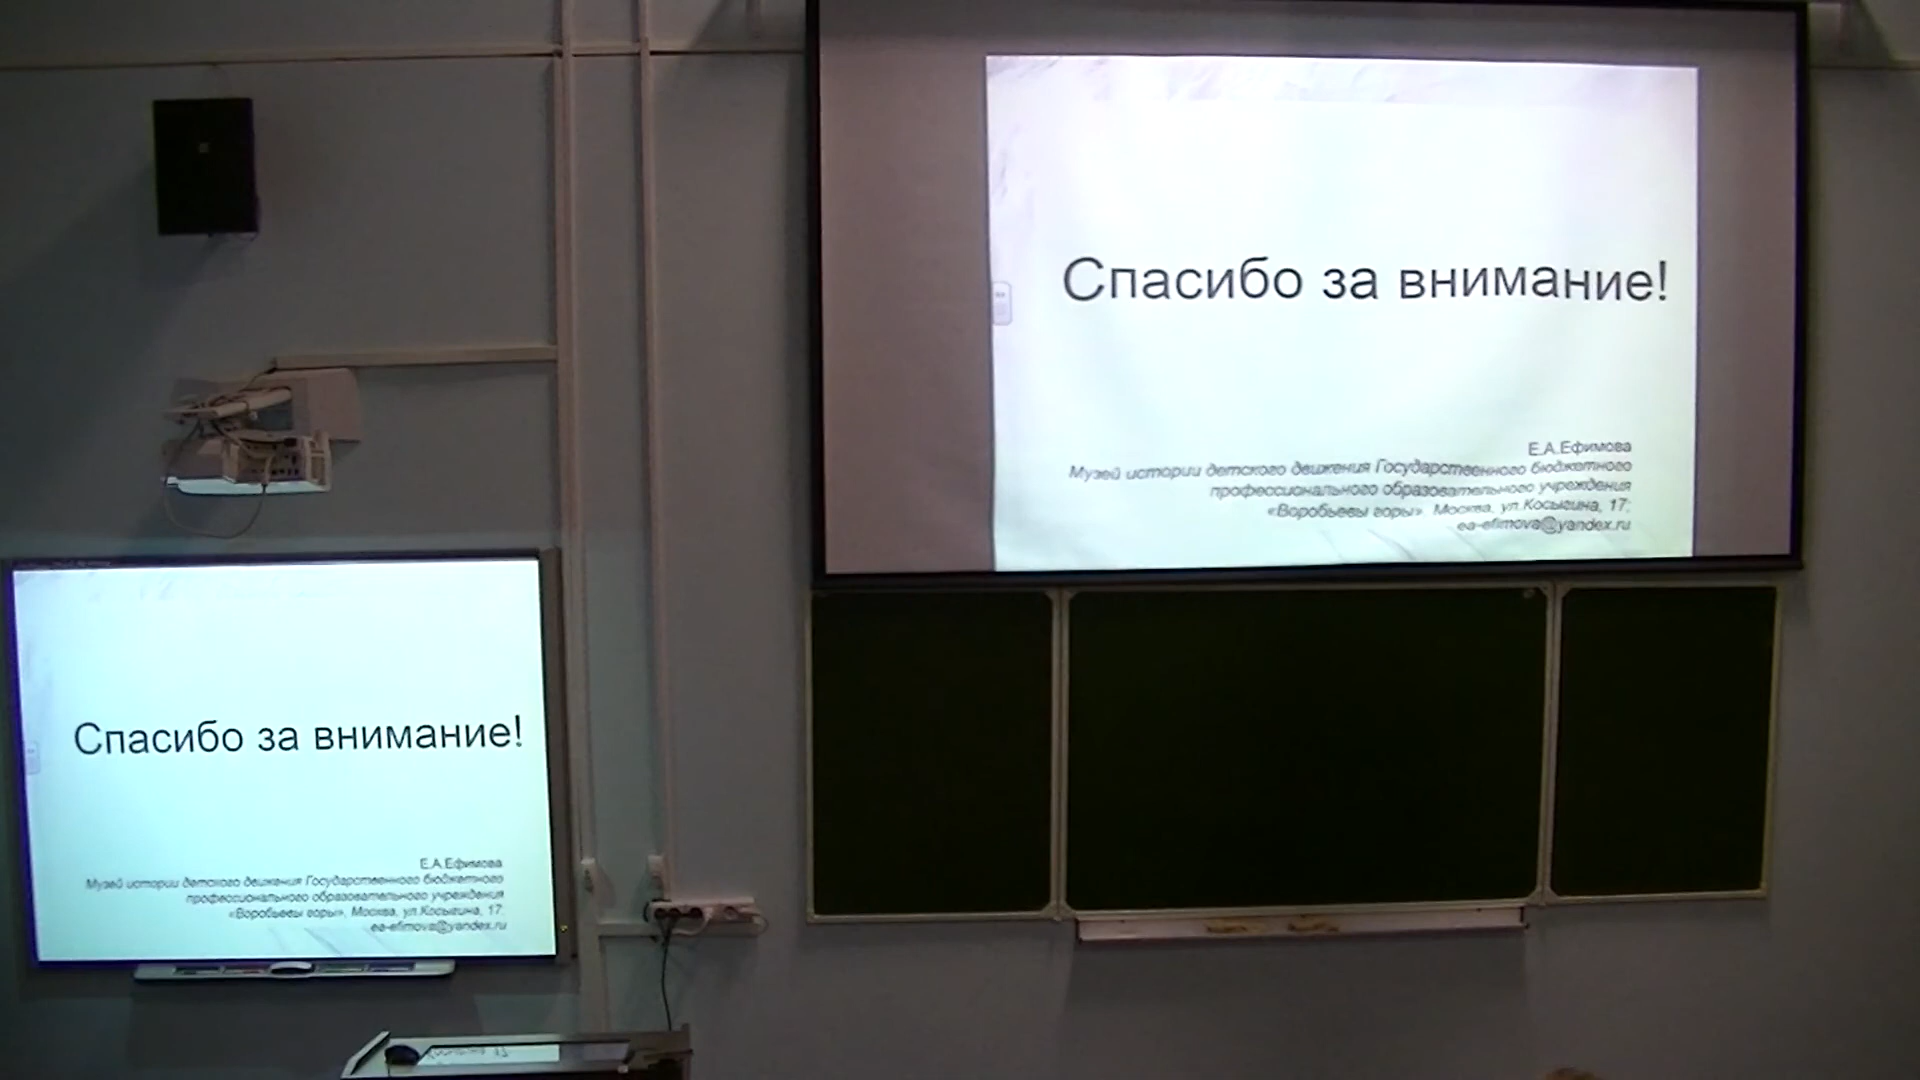 Спасибо за внимание!
Е.А.Ефимова
Музей истории детского движения Государственного бюджетного
профессионального образовательного учреждения
«Воробьевы горы», Москва, ул.Косыгина, 17;
ea-efimova@yandex.ru
Спасибо за внимание!
Е.А.Ефимова
Музей истории детского движения Государственного бюджетного
профессионального образовательного учреждения
«Воробьевы горы», Москва, ул.Косыгина, 17;
ea-efimova@yandex.ru